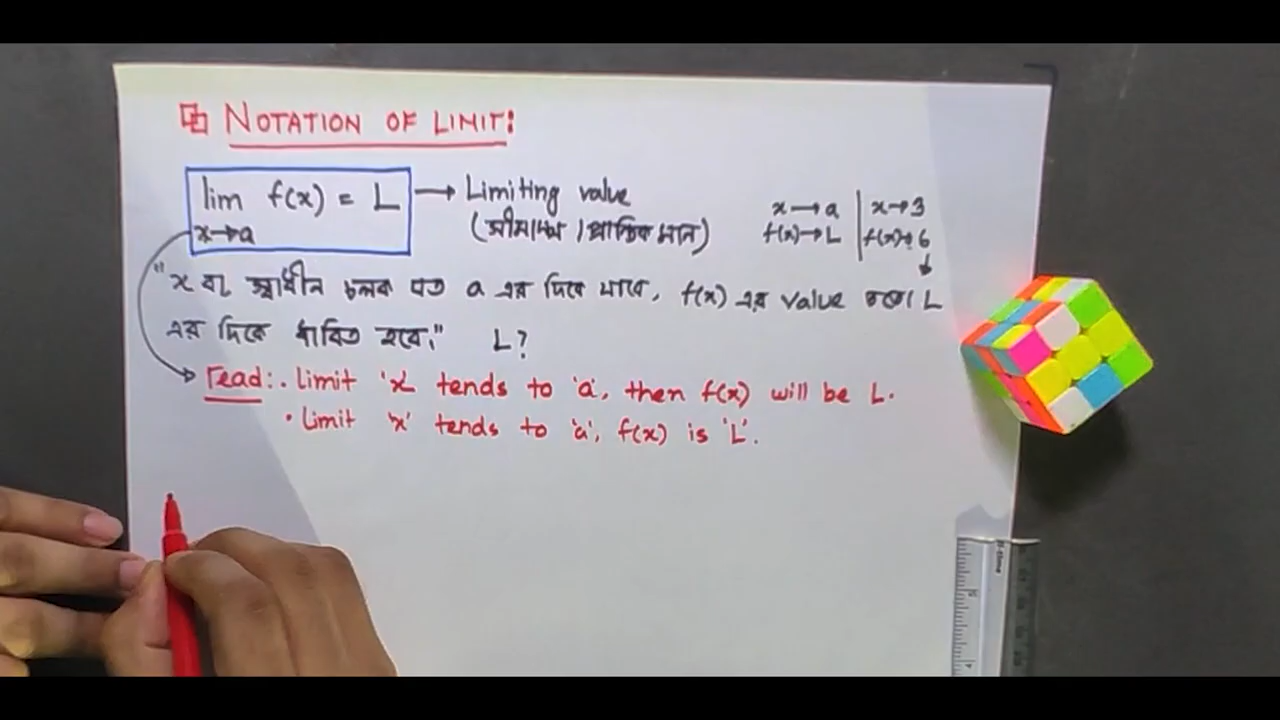 NOTATION OF LIMIT:
lim f(x) = L → Limiting value
x→a
(সীমাস্থ / প্রান্তিক মান)
x→a | x→3
f(x)→L | f(x)→6
"x বা স্বাধীন চলক যত a এর দিকে যাবে, f(x) এর value তত L
এর দিকে ধাবিত হবে।" L?
read: • Limit 'x' tends to 'a', then f(x) will be L.
• Limit 'x' tends to 'a', f(x) is 'L'.